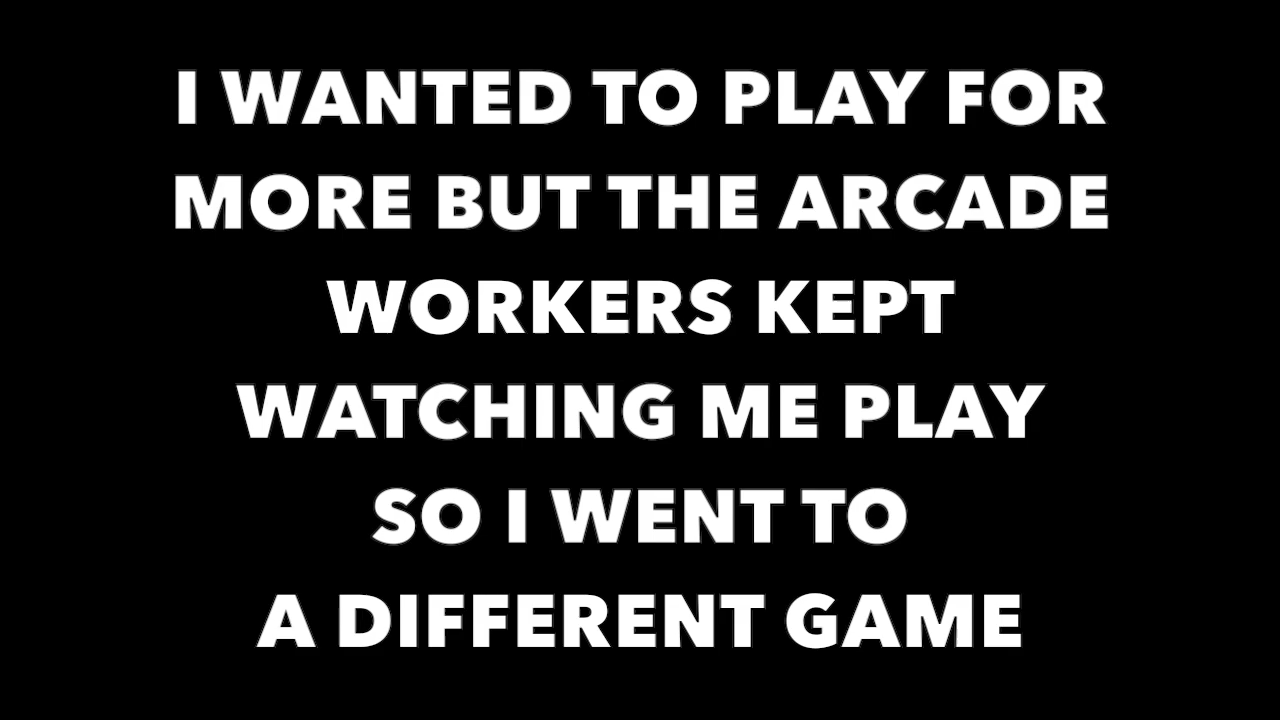 I WANTED TO PLAY FOR
MORE BUT THE ARCADE
WORKERS KEPT
WATCHING ME PLAY
SO I WENT TO
A DIFFERENT GAME